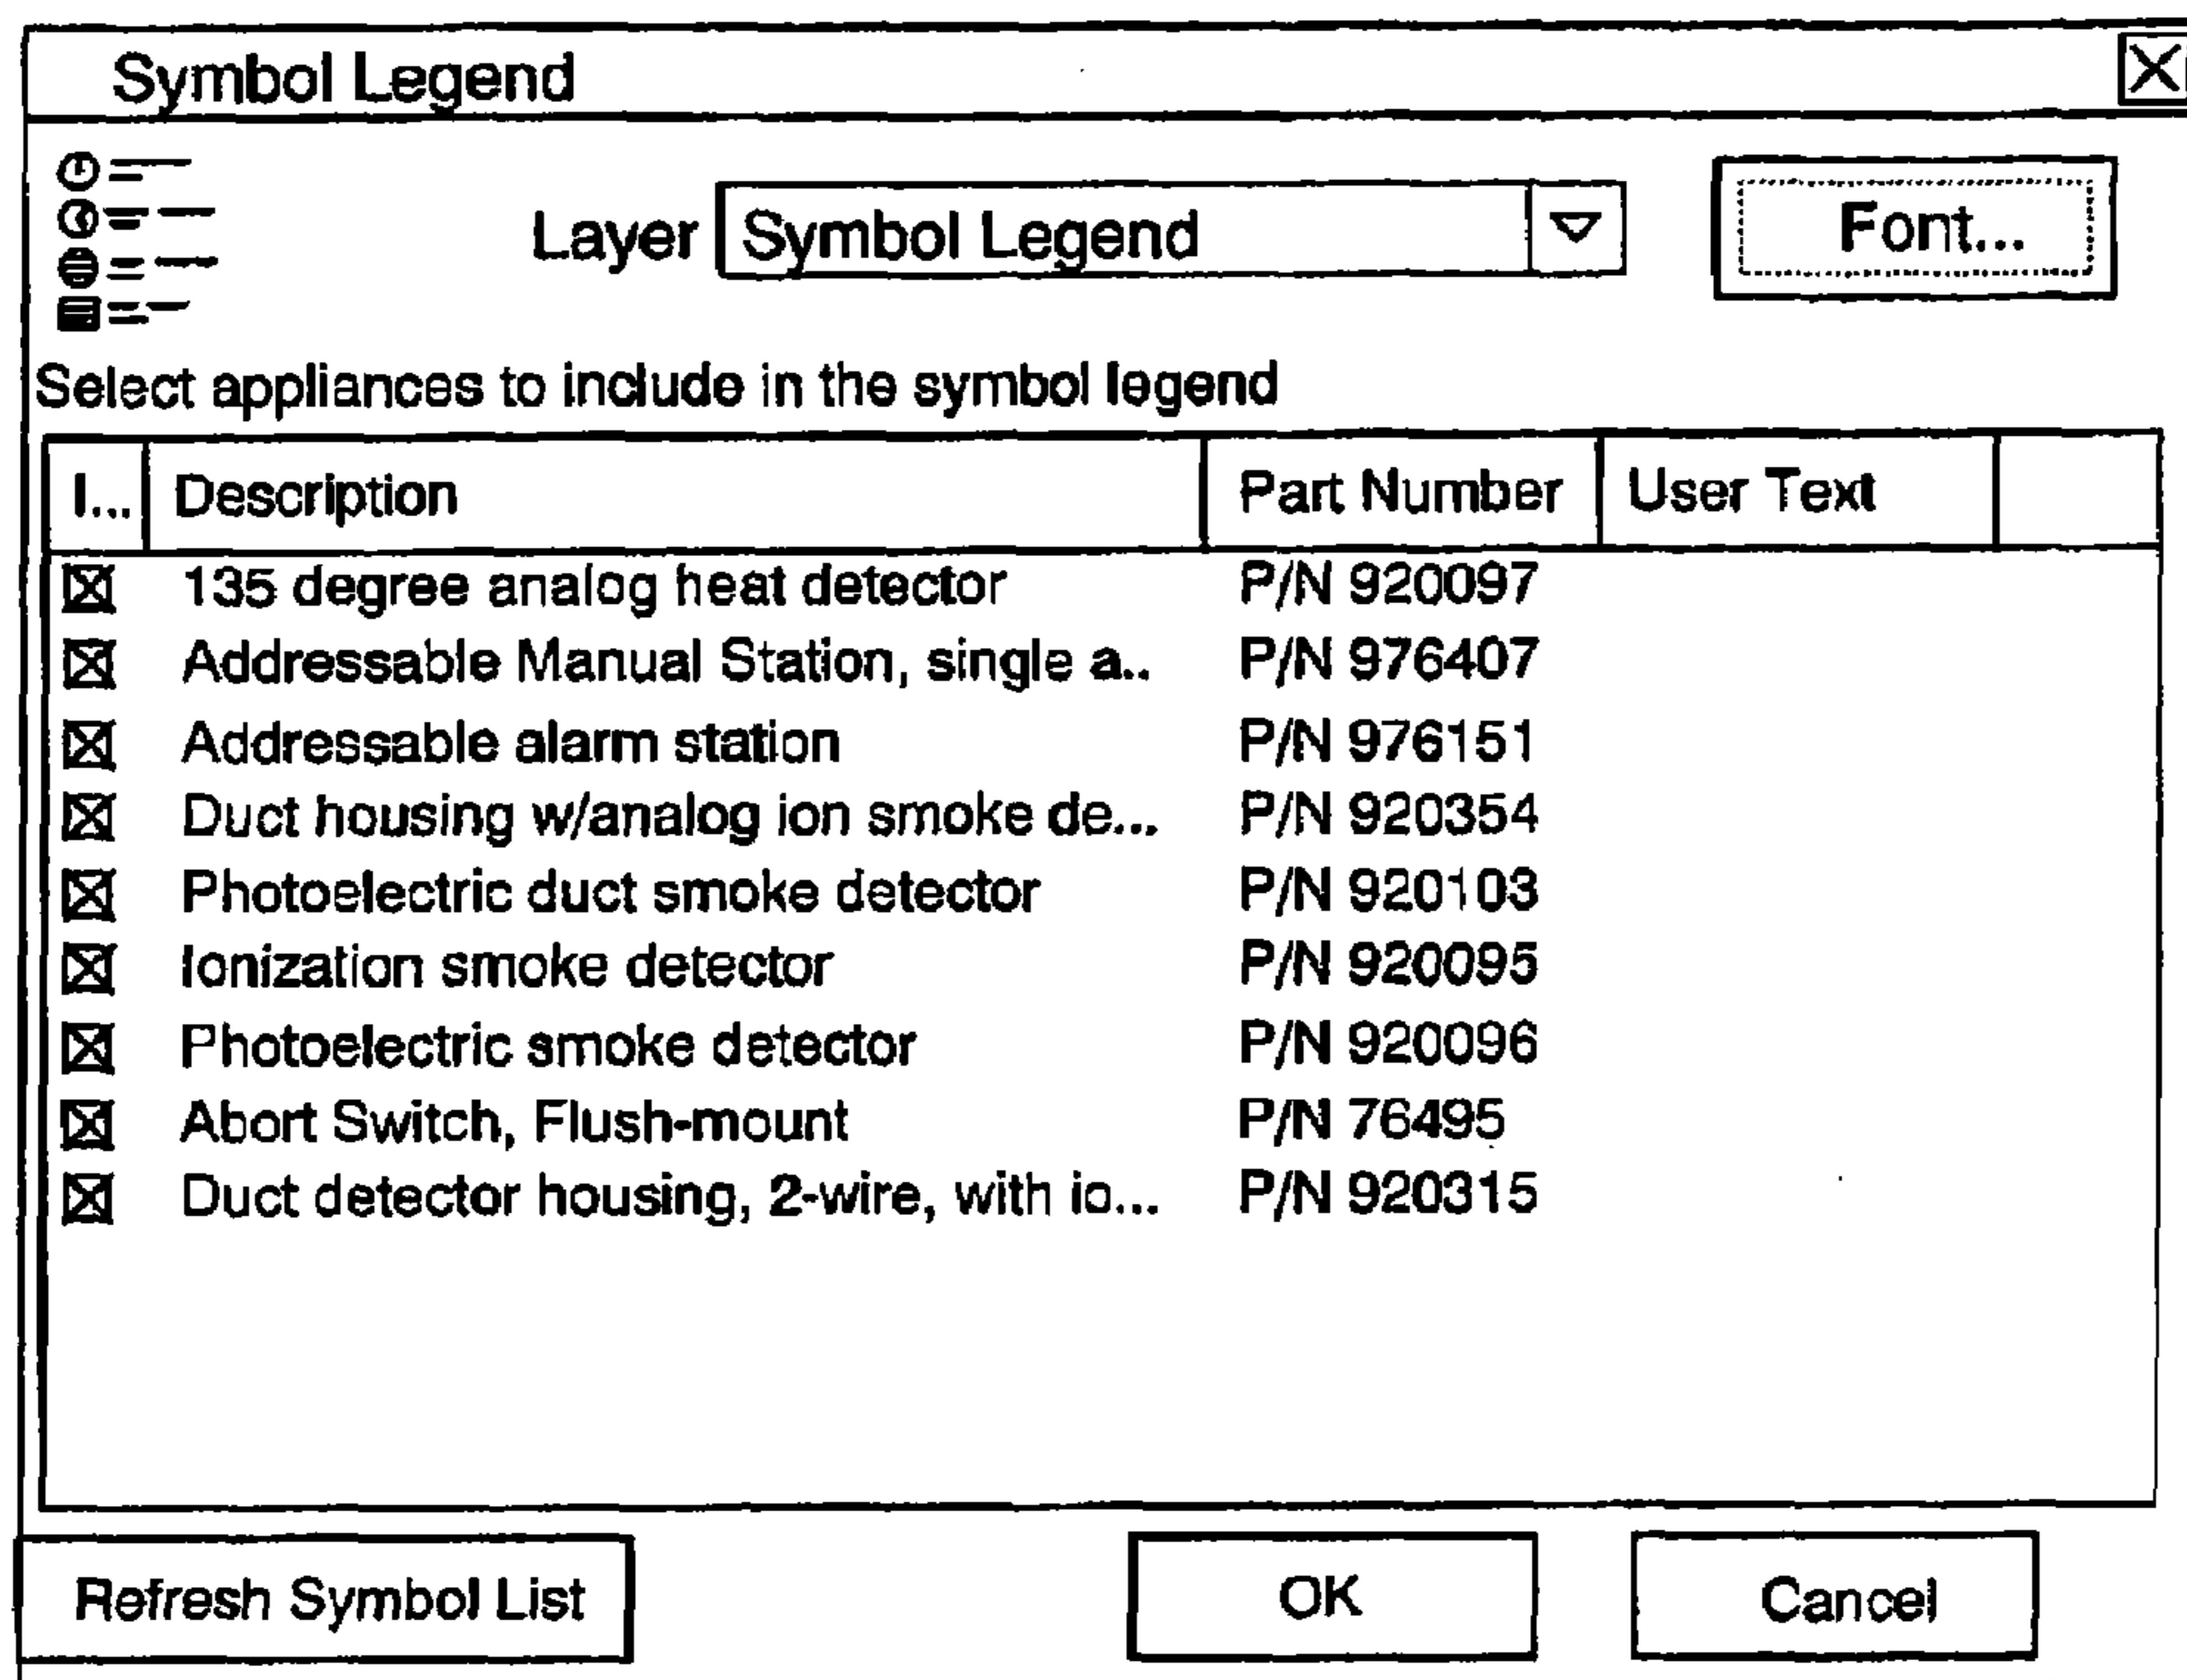 Symbol Legend
Layer Symbol Legend Font...
Select appliances to include in the symbol legend
I... Description Part Number User Text
135 degree analog heat detector P/N 920097
Addressable Manual Station, single a.. P/N 976407
Addressable alarm station P/N 976151
Duct housing w/analog ion smoke de... P/N 920354
Photoelectric duct smoke detector P/N 920103
Ionization smoke detector P/N 920095
Photoelectric smoke detector P/N 920096
Abort Switch, Flush-mount P/N 76495
Duct detector housing, 2-wire, with io... P/N 920315
Refresh Symbol List OK Cancel